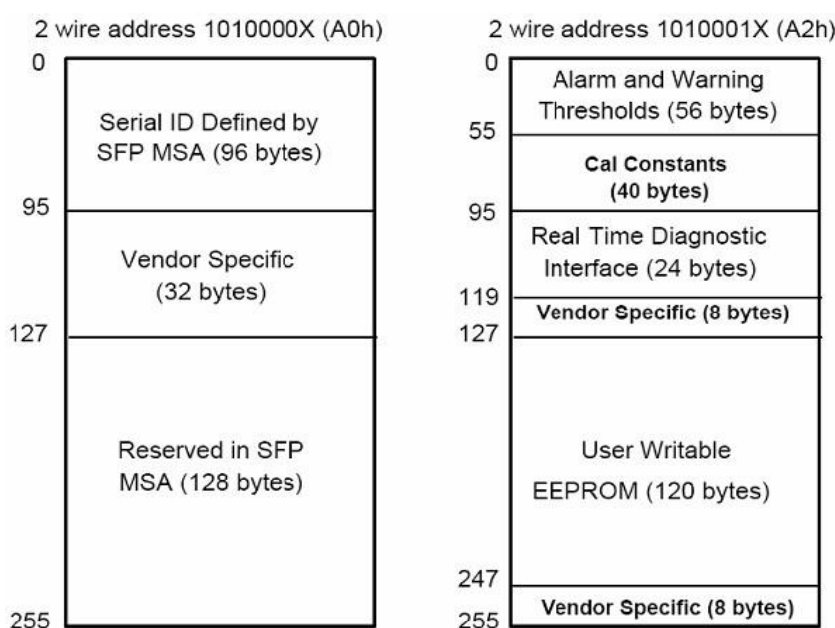 2 wire address 1010000X (A0h)
0
Serial ID Defined by
SFP MSA (96 bytes)
95
Vendor Specific
(32 bytes)
127
Reserved in SFP
MSA (128 bytes)
255
2 wire address 1010001X (A2h)
0
Alarm and Warning
Thresholds (56 bytes)
55
Cal Constants
(40 bytes)
95
Real Time Diagnostic
Interface (24 bytes)
119
Vendor Specific (8 bytes)
127
User Writable
EEPROM (120 bytes)
247
Vendor Specific (8 bytes)
255